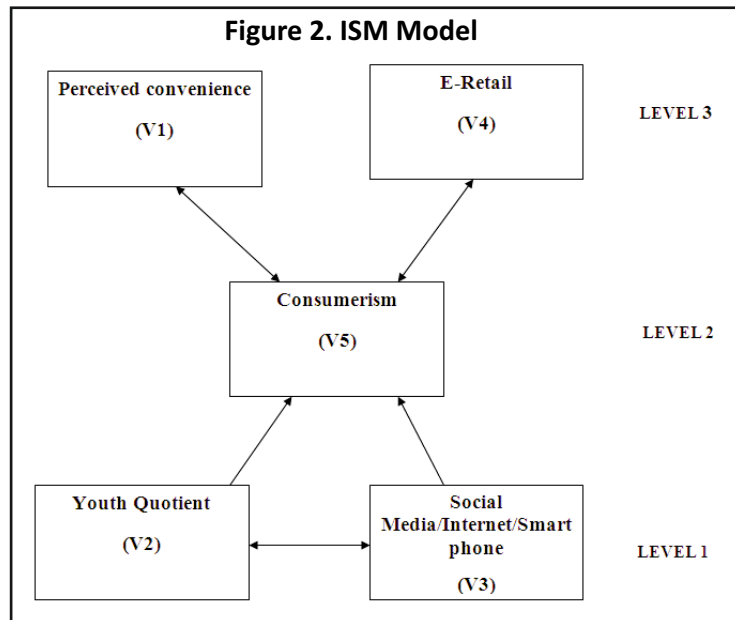 Figure 2. ISM Model
Perceived convenience
(V1)
E-Retail
(V4)
LEVEL 3
Consumerism
(V5)
LEVEL 2
Youth Quotient
(V2)
Social
Media/Internet/Smart
phone
(V3)
LEVEL 1